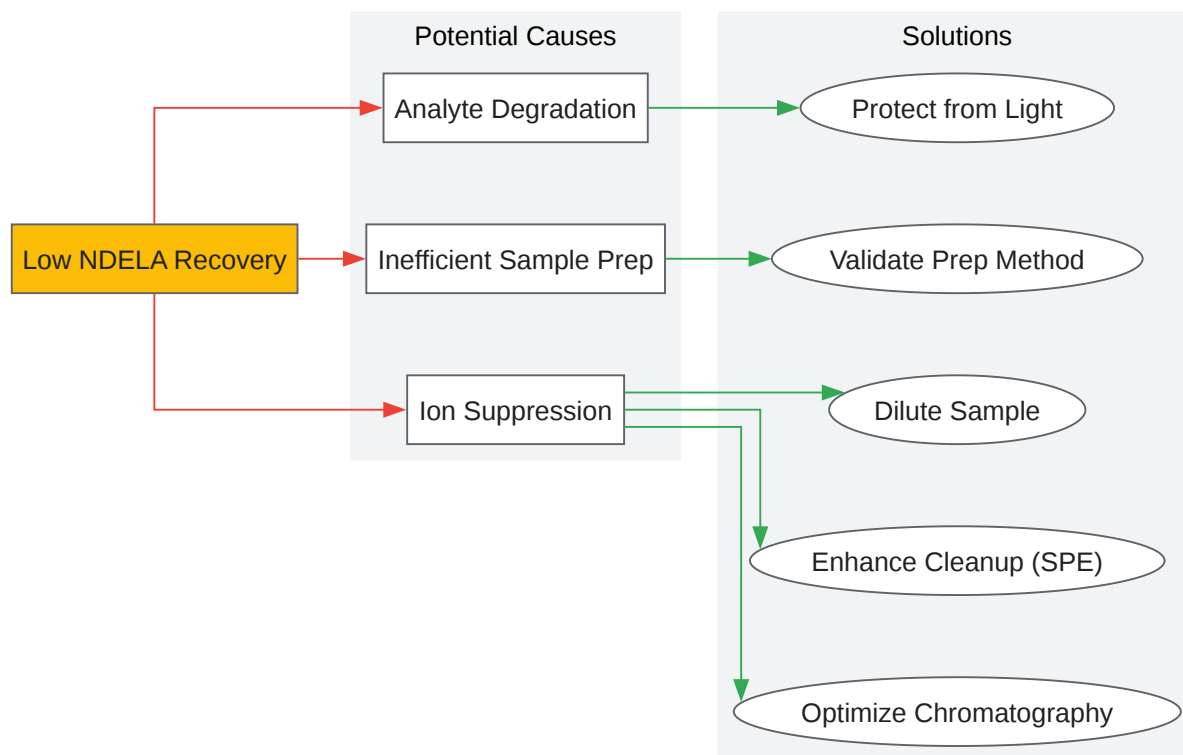 Potential Causes
Solutions
Analyte Degradation
Protect from Light
Low NDELA Recovery
Inefficient Sample Prep
Validate Prep Method
Ion Suppression
Dilute Sample
Enhance Cleanup (SPE)
Optimize Chromatography